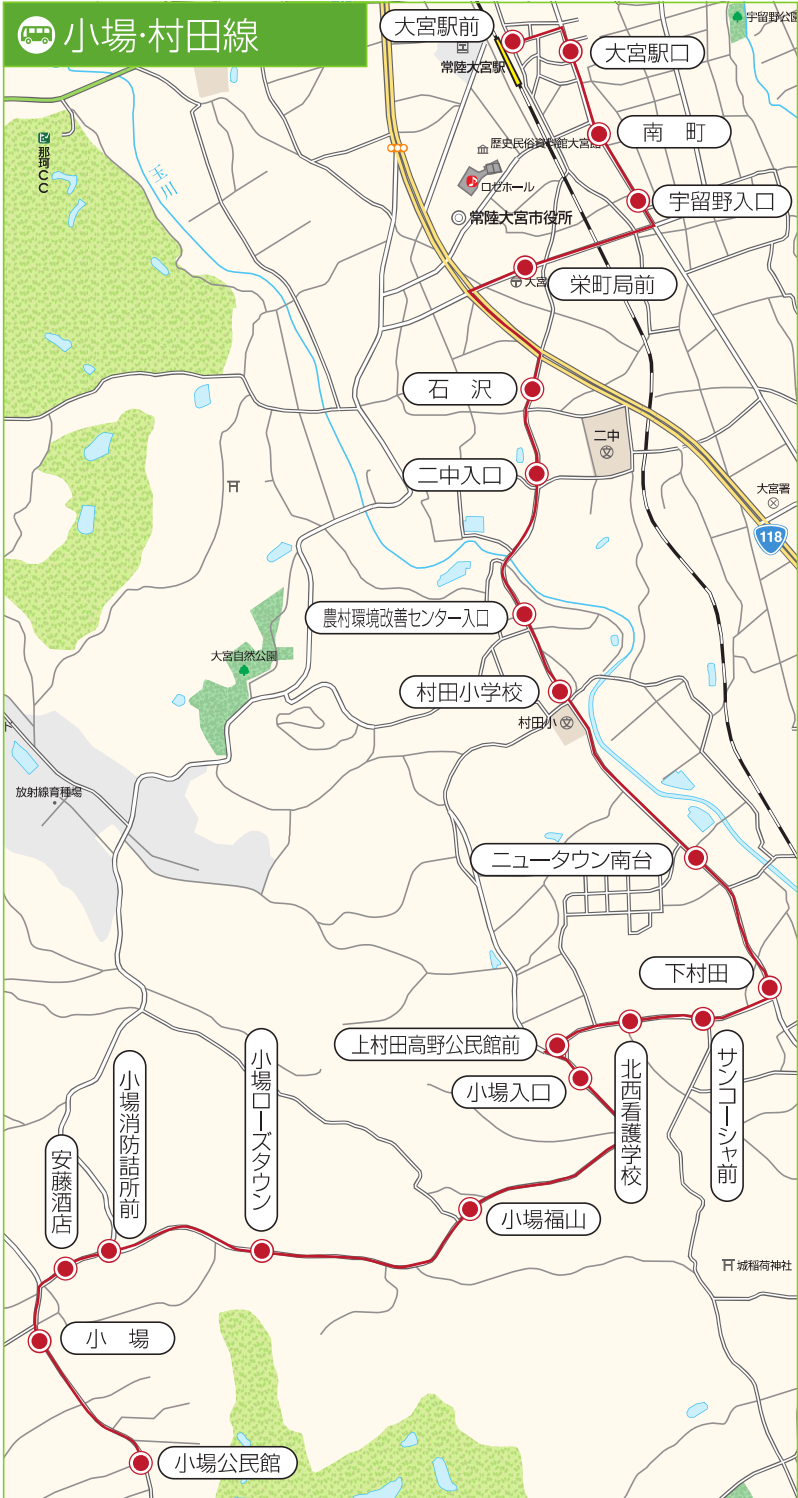 小場·村田線
大宮駅前
大宮駅口
常陸大宮駅
宇留野公園
那珂CC
玉川
歴史民俗資料館大宮館
南　町
ロゼホール
宇留野入口
常陸大宮市役所
大宮
栄町局前
石　沢
二中
二中入口
大宮署
118
農村環境改善センター入口
大宮自然公園
村田小学校
村田小
放射線育種場
ニュータウン南台
下村田
上村田高野公民館前
小場入口
北西看護学校
サンコーシャ前
小場ローズタウン
小場消防詰所前
安藤酒店
小場福山
城稲荷神社
小　場
小場公民館